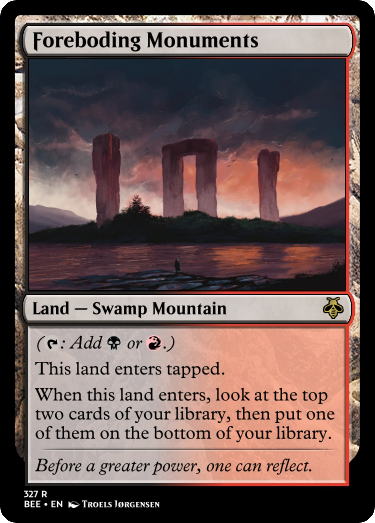 Foreboding Monuments
Land — Swamp Mountain
(: Add or .)
This land enters tapped.
When this land enters, look at the top
two cards of your library, then put one
of them on the bottom of your library.
Before a greater power, one can reflect.
327 R
BEE • EN Troels Jørgensen